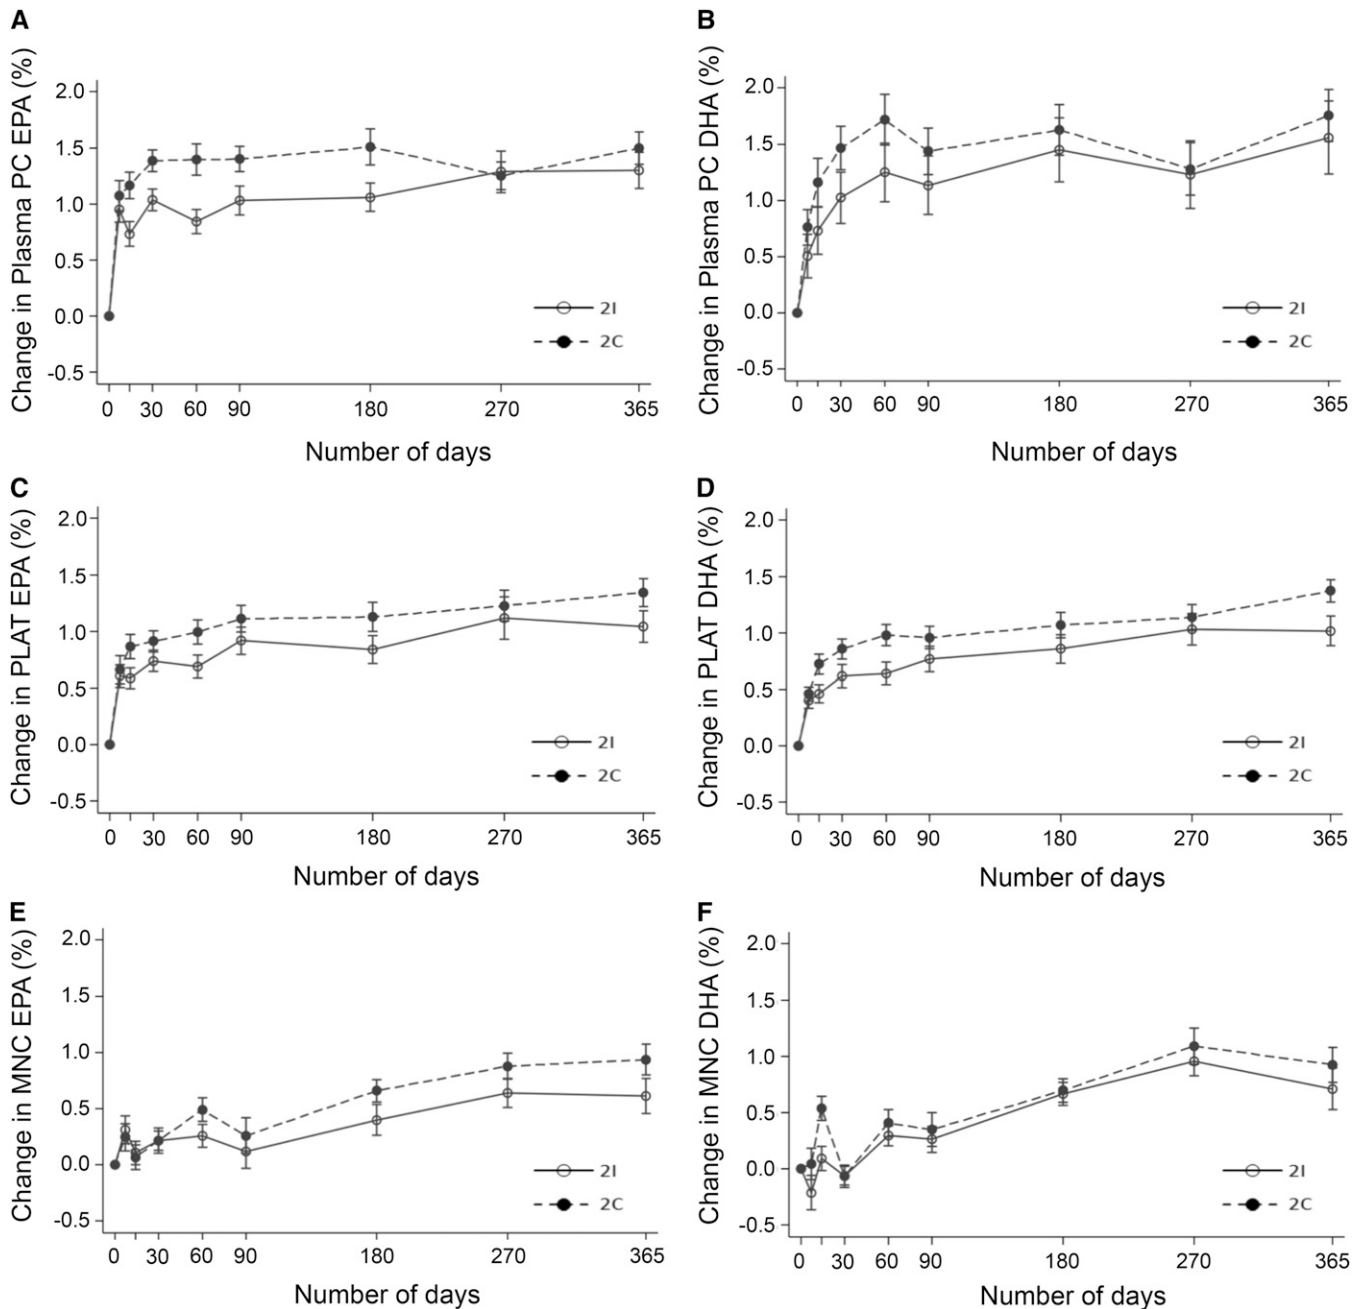 A
Change in Plasma PC EPA (%)
2.0
1.5
1.0
0.5
0.0
-0.5
2I
2C
0 30 60 90 180 270 365
Number of days
B
Change in Plasma PC DHA (%)
2.0
1.5
1.0
0.5
0.0
-0.5
2I
2C
0 30 60 90 180 270 365
Number of days
C
Change in PLAT EPA (%)
2.0
1.5
1.0
0.5
0.0
-0.5
2I
2C
0 30 60 90 180 270 365
Number of days
D
Change in PLAT DHA (%)
2.0
1.5
1.0
0.5
0.0
-0.5
2I
2C
0 30 60 90 180 270 365
Number of days
E
Change in MNC EPA (%)
2.0
1.5
1.0
0.5
0.0
-0.5
2I
2C
0 30 60 90 180 270 365
Number of days
F
Change in MNC DHA (%)
2.0
1.5
1.0
0.5
0.0
-0.5
2I
2C
0 30 60 90 180 270 365
Number of days